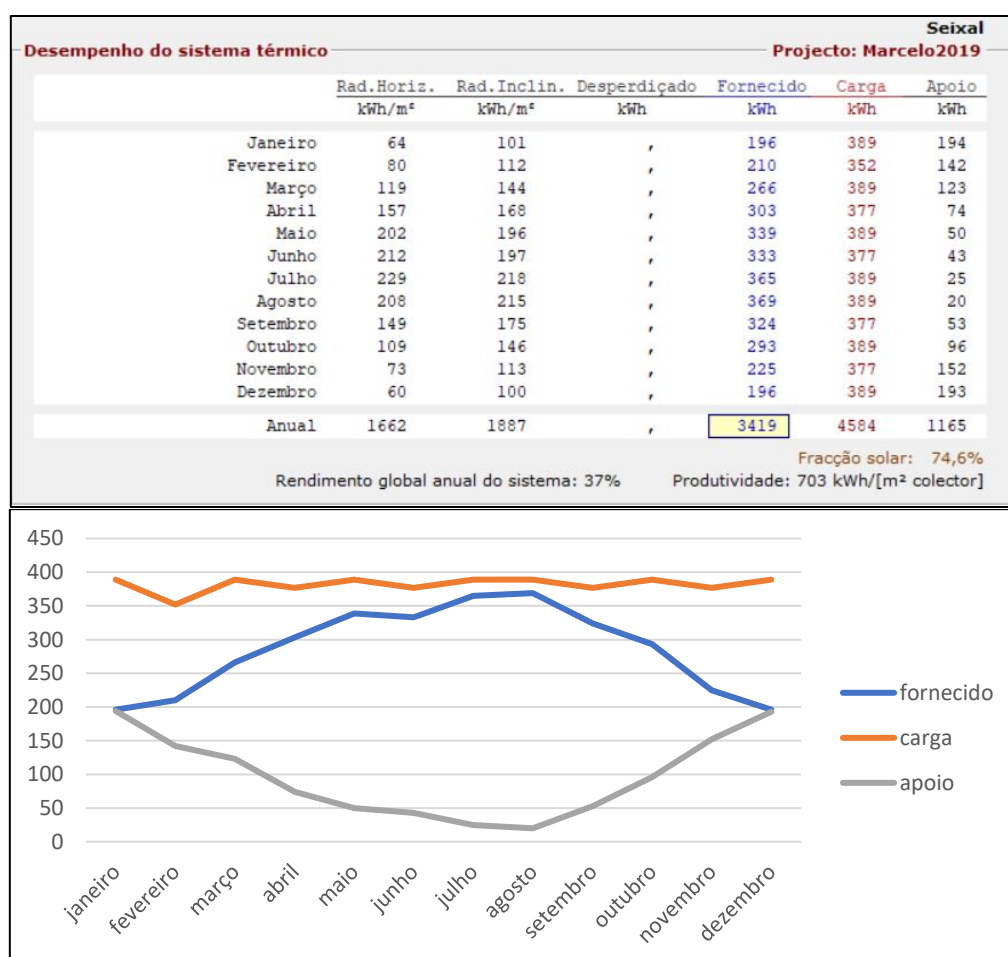 Seixal
Desempenho do sistema térmico Projecto: Marcelo2019
Rad.Horiz. Rad.Inclin. Desperdiçado Fornecido Carga Apoio
kWh/m² kWh/m² kWh kWh kWh kWh
Janeiro 64 101 , 196 389 194
Fevereiro 80 112 , 210 352 142
Março 119 144 , 266 389 123
Abril 157 168 , 303 377 74
Maio 202 196 , 339 389 50
Junho 212 197 , 333 377 43
Julho 229 218 , 365 389 25
Agosto 208 215 , 369 389 20
Setembro 149 175 , 324 377 53
Outubro 109 146 , 293 389 96
Novembro 73 113 , 225 377 152
Dezembro 60 100 , 196 389 193
Anual 1662 1887 , 3419 4584 1165
Fracção solar: 74,6%
Rendimento global anual do sistema: 37% Produtividade: 703 kWh/[m² colector]
450
400
350
300
250
200
150
100
50
0
janeiro fevereiro março abril maio junho julho agosto setembro outubro novembro dezembro
fornecido
carga
apoio